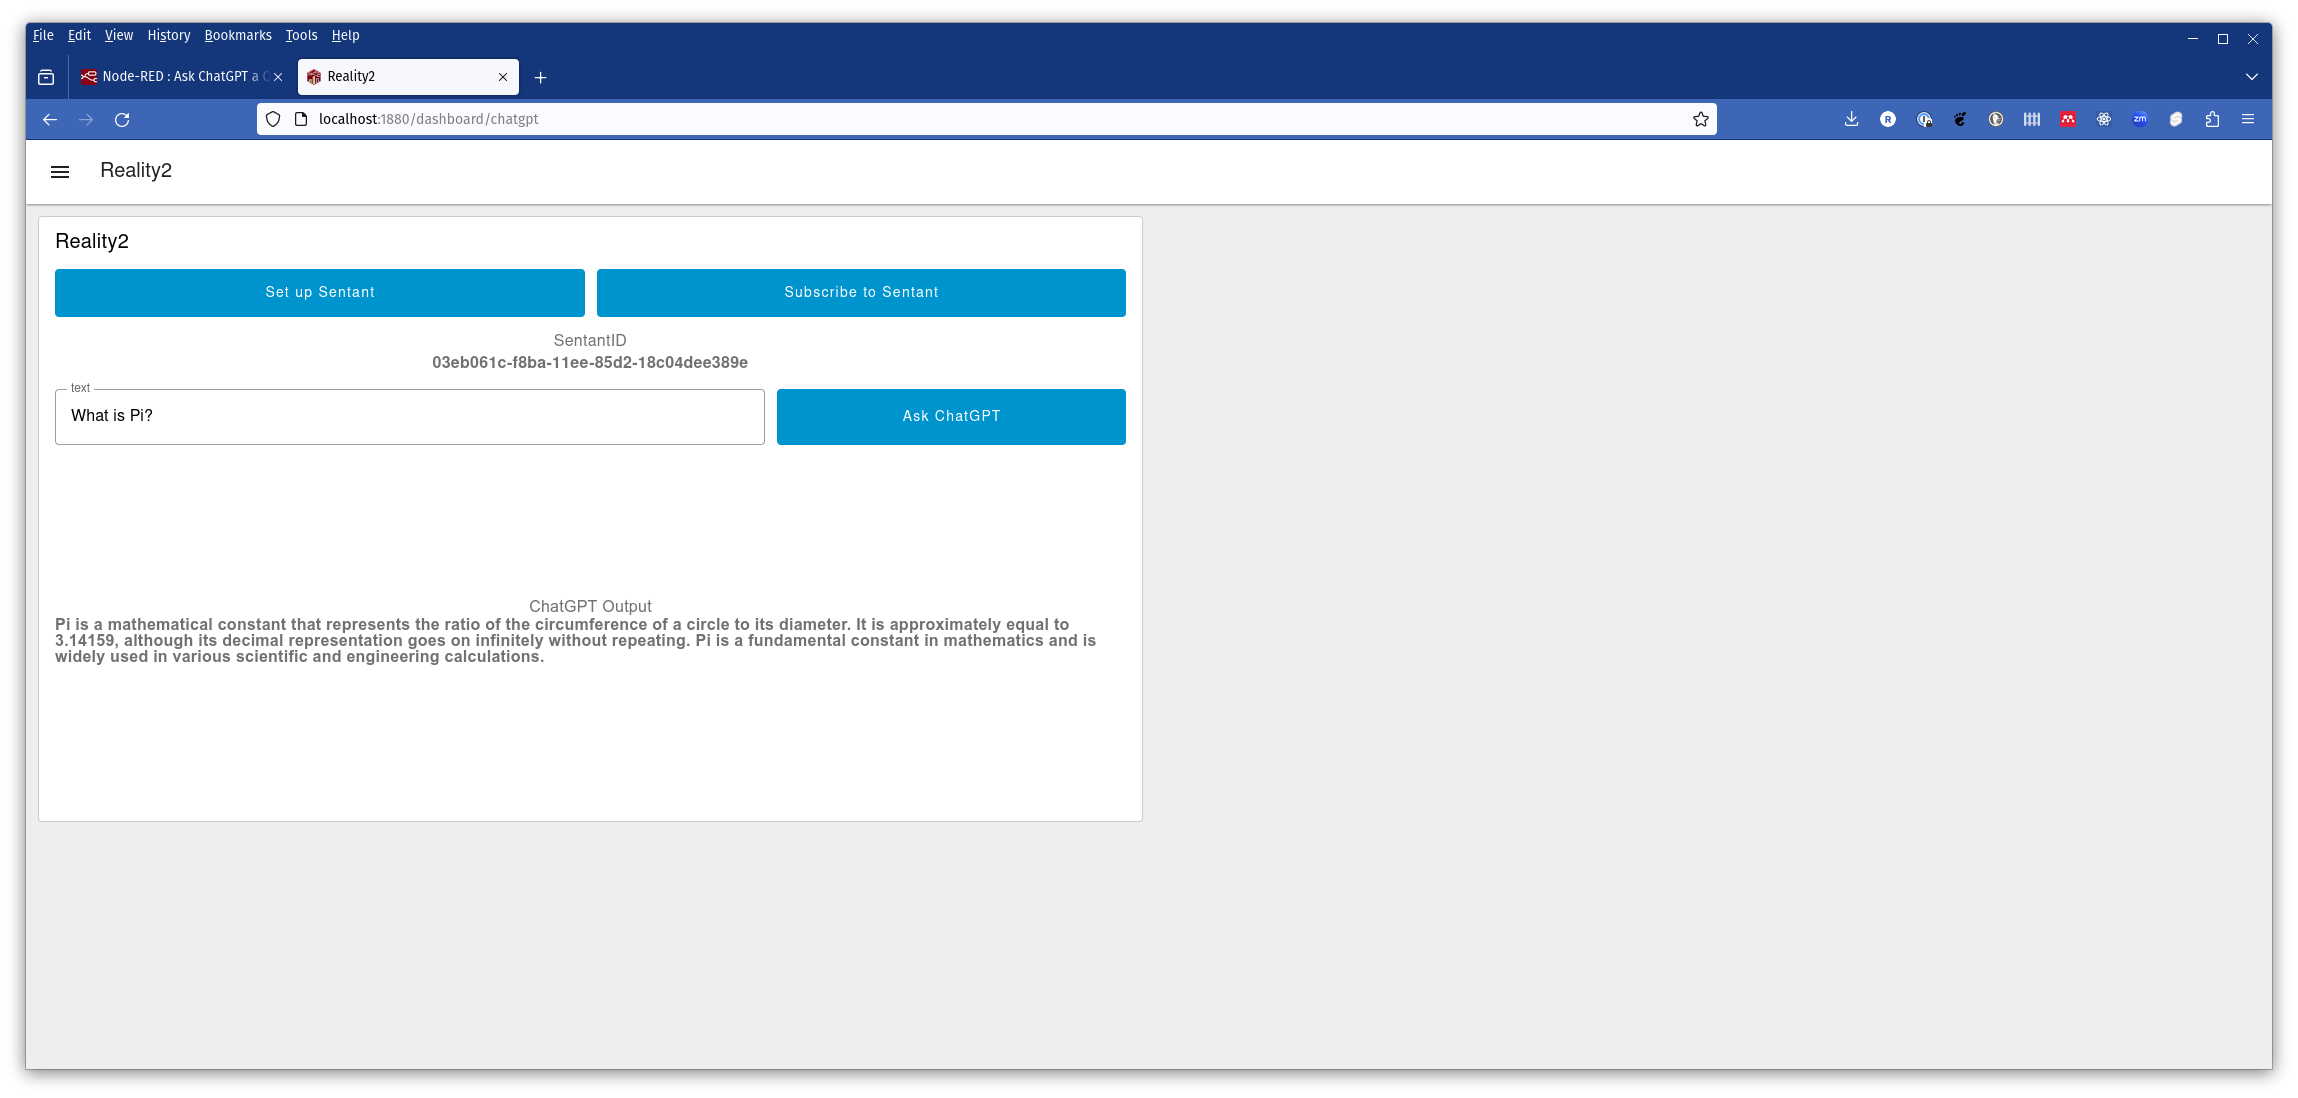 File Edit View History Bookmarks Tools Help
Node-RED : Ask ChatGPT a
Reality2
localhost:1880/dashboard/chatgpt
R
zm
Reality2
Reality2
Set up Sentant
Subscribe to Sentant
SentantID
03eb061c-f8ba-11ee-85d2-18c04dee389e
text
What is Pi?
Ask ChatGPT
ChatGPT Output
Pi is a mathematical constant that represents the ratio of the circumference of a circle to its diameter. It is approximately equal to
3.14159, although its decimal representation goes on infinitely without repeating. Pi is a fundamental constant in mathematics and is
widely used in various scientific and engineering calculations.